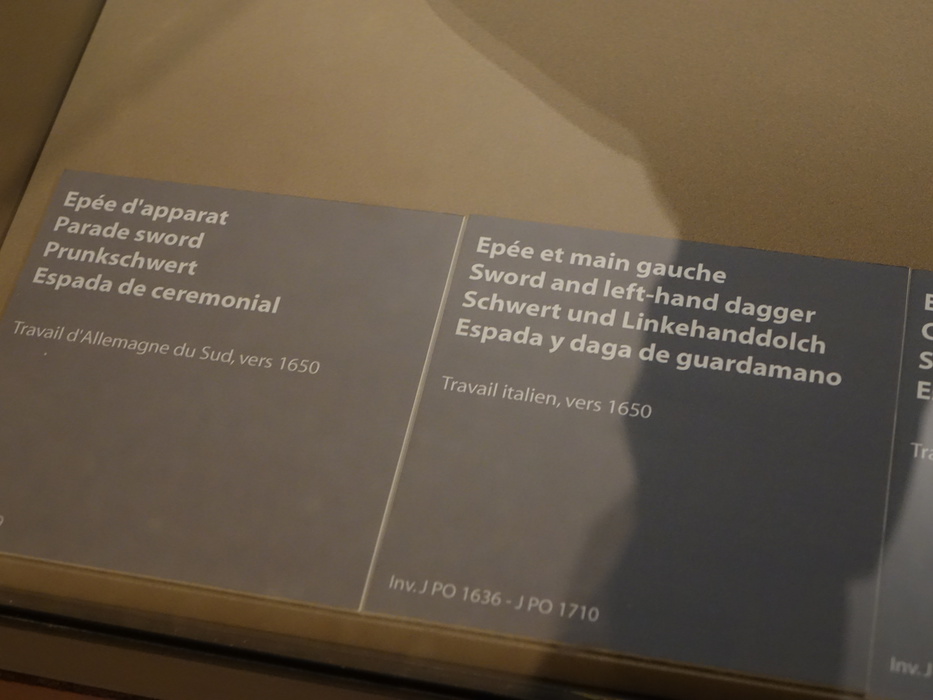 Epée d'apparat
Parade sword
Prunkschwert
Espada de ceremonial
Travail d'Allemagne du Sud, vers 1650
Epée et main gauche
Sword and left-hand dagger
Schwert und Linkehanddolch
Espada y daga de guardamano
Travail italien, vers 1650
Inv. J PO 1636 - J PO 1710
Inv. J